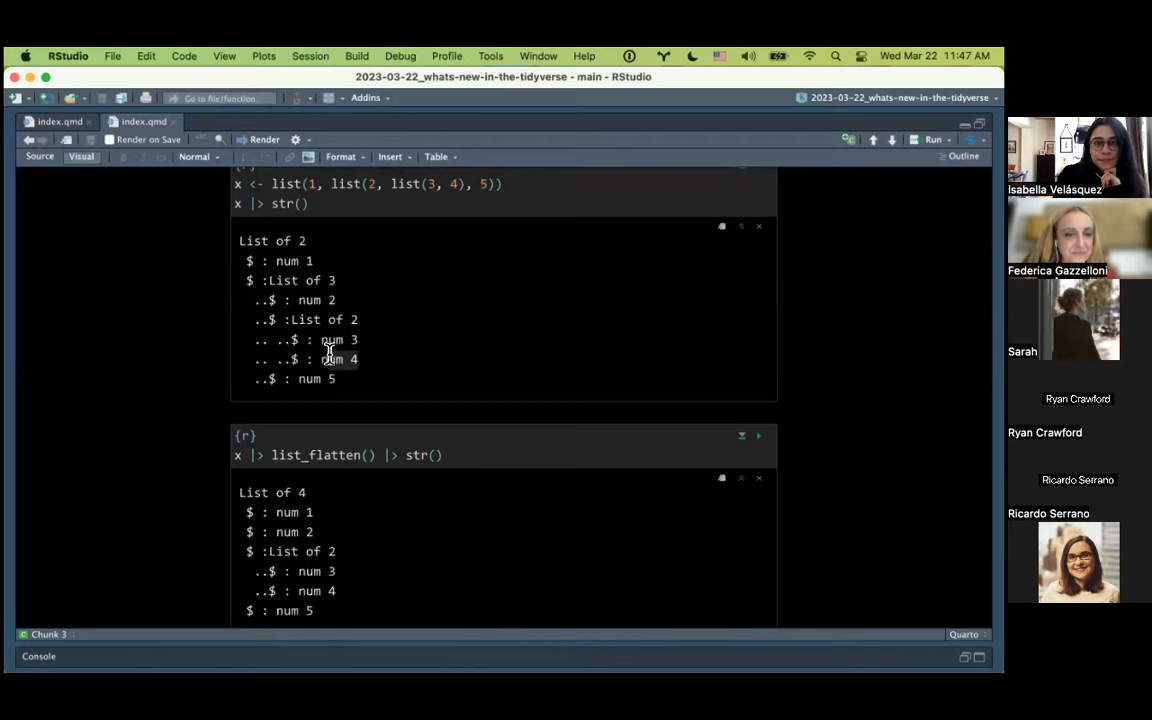 RStudio File Edit Code View Plots Session Build Debug Profile Tools Window Help Wed Mar 22 11:47 AM
2023-03-22_whats-new-in-the-tidyverse - main - RStudio
Go to file/function Addins 2023-03-22_whats-new-in-the-tidyverse
index.qmd index.qmd
Render on Save Render Run
Source Visual B I Normal Format Insert Table Outline
{r}
x <- list(1, list(2, list(3, 4), 5))
x |> str()
List of 2
$ : num 1
$ :List of 3
..$ : num 2
..$ :List of 2
.. ..$ : num 3
.. ..$ : num 4
..$ : num 5
{r}
x |> list_flatten() |> str()
List of 4
$ : num 1
$ : num 2
$ :List of 2
..$ : num 3
..$ : num 4
$ : num 5
Chunk 3 Quarto
Console
Isabella Velásquez
Federica Gazzelloni
Sarah
Ryan Crawford
Ryan Crawford
Ricardo Serrano
Ricardo Serrano